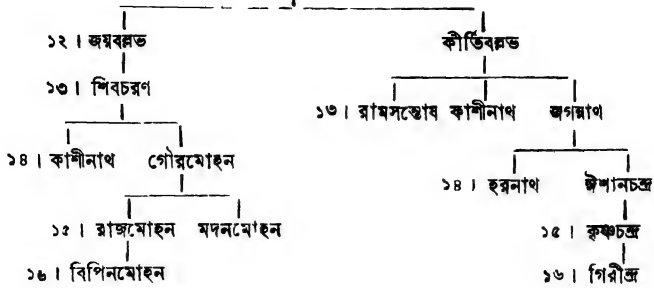 ১২। জয়বল্লভ কীর্তিবল্লভ
১৩। শিবচরণ
১৩। রামসন্তোষ কাশীনাথ জগন্নাথ
১৪। কাশীনাথ গৌরমোহন
১৪। হরনাথ ঈশানচন্দ্র
১৫। রাজমোহন মদনমোহন
১৫। কৃষ্ণচন্দ্র
১৬। বিপিনমোহন
১৬। গিরীন্দ্র